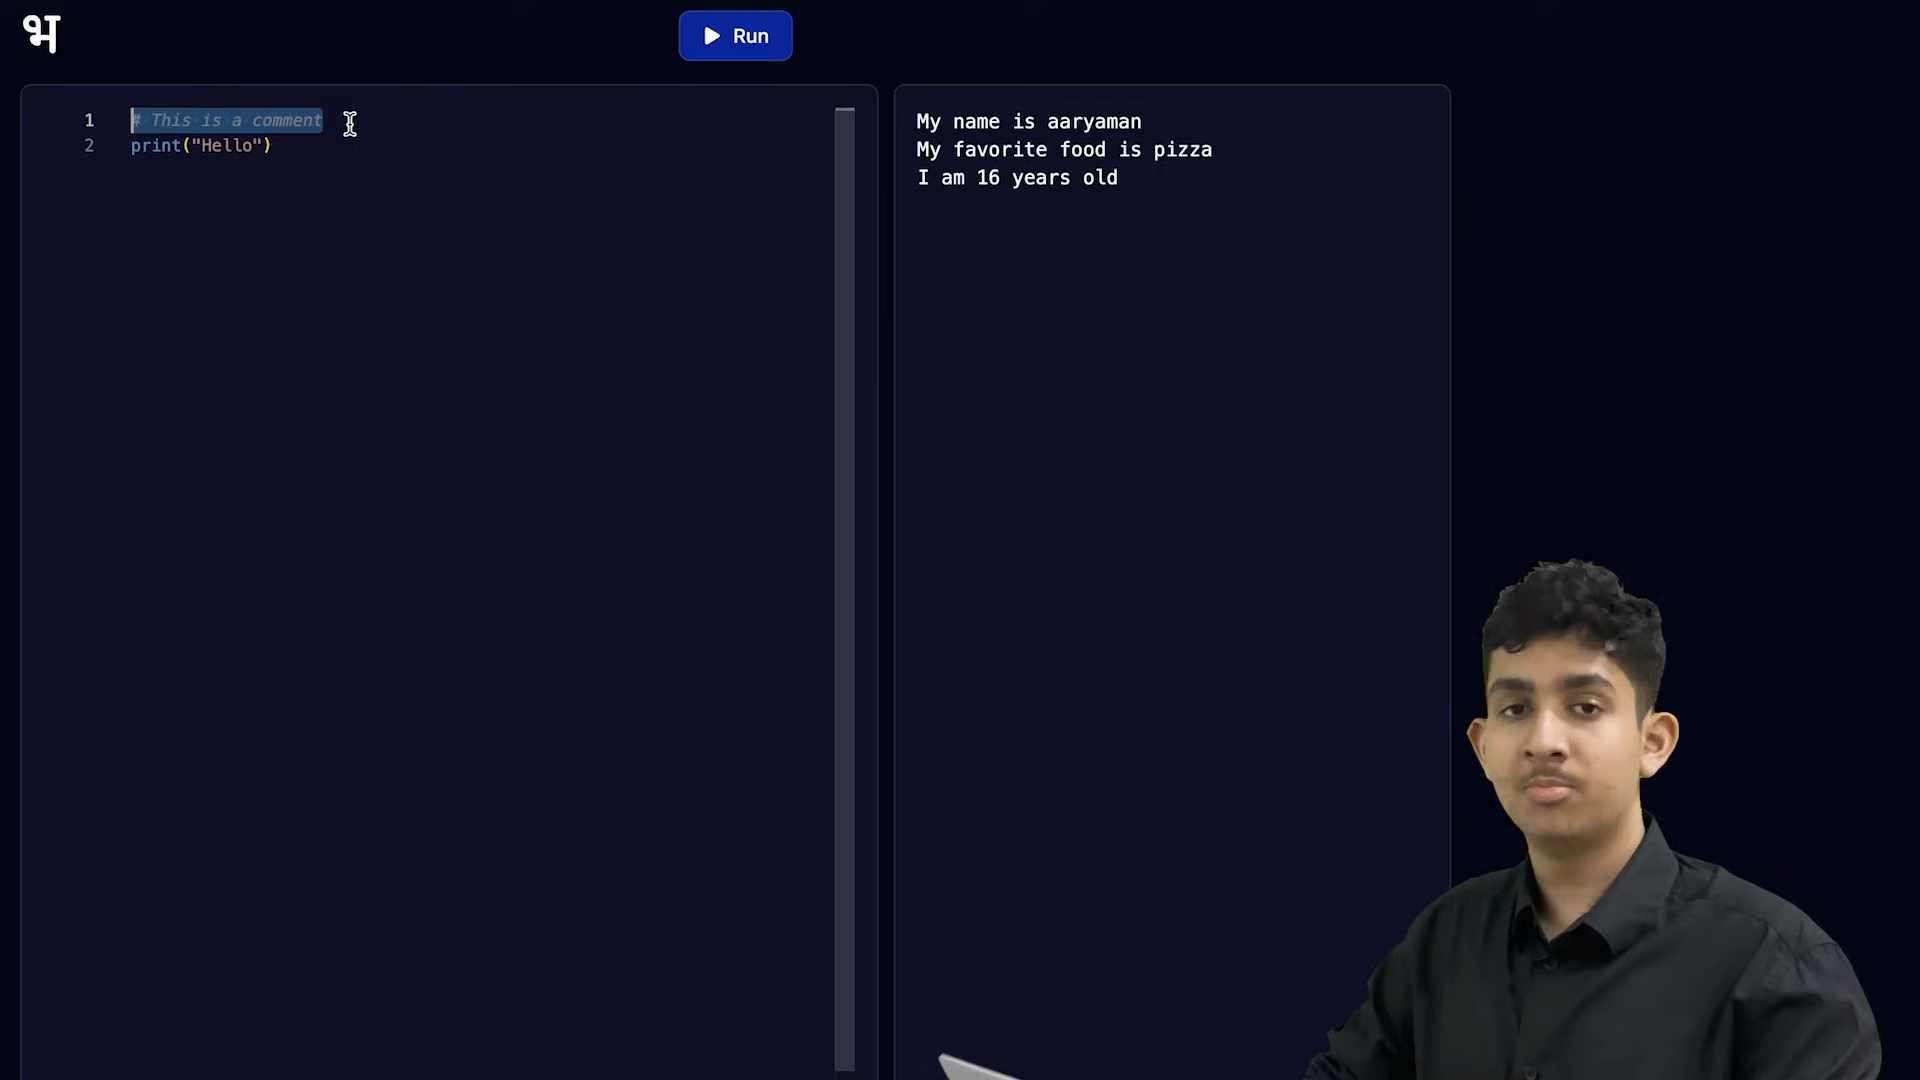 भ
Run
1 # This is a comment
2 print("Hello")
My name is aaryaman
My favorite food is pizza
I am 16 years old